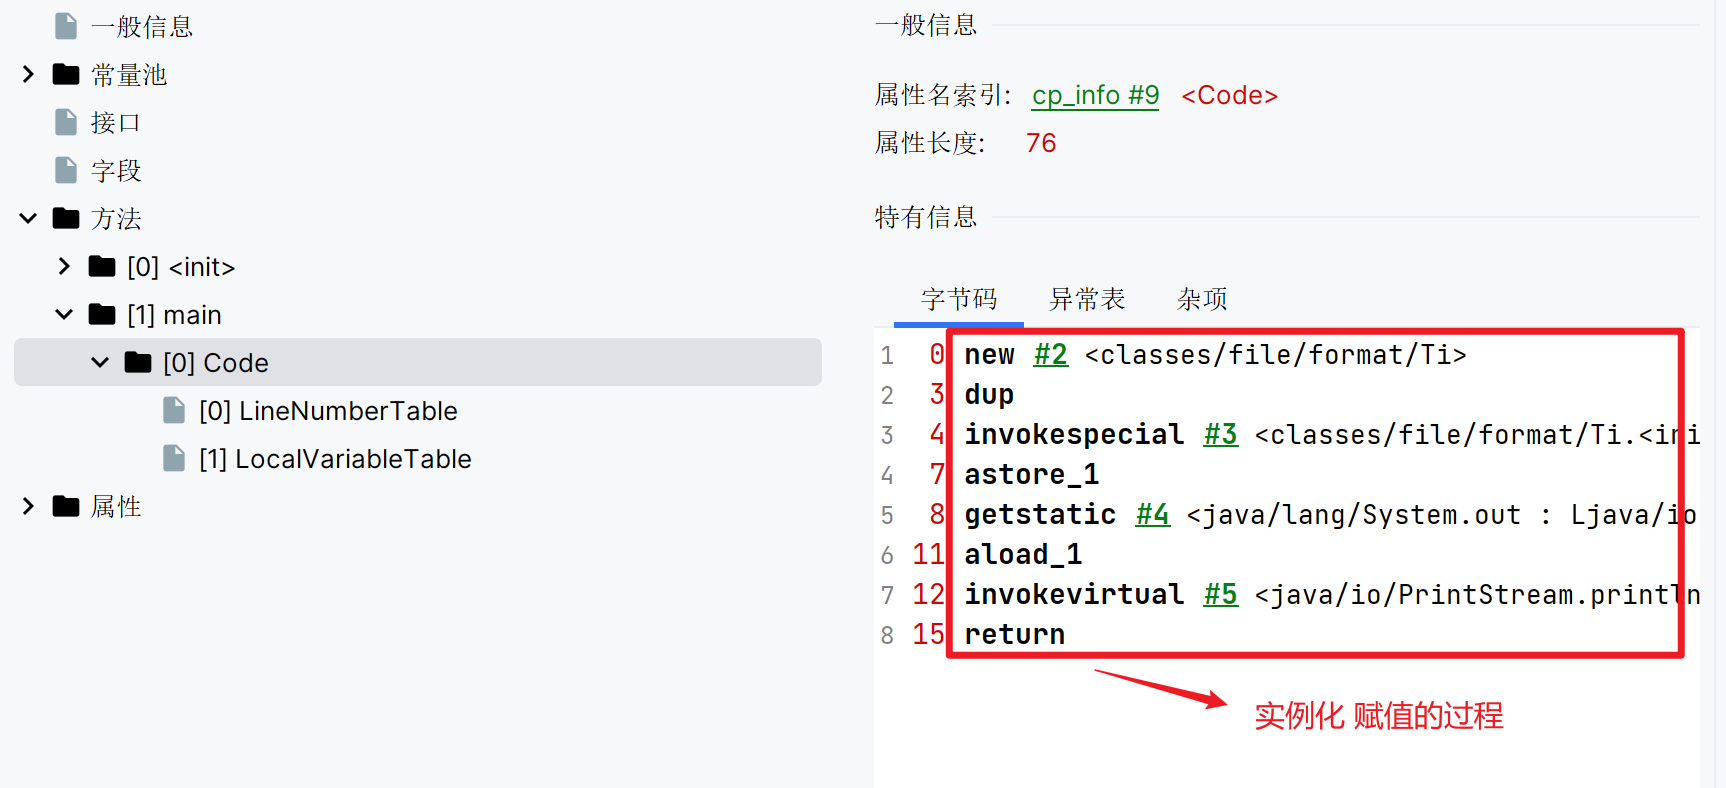 一般信息
常量池
接口
字段
方法
[0] <init>
[1] main
[0] Code
[0] LineNumberTable
[1] LocalVariableTable
属性
一般信息
属性名索引: cp_info #9 <Code>
属性长度: 76
特有信息
字节码 异常表 杂项
1 0 new #2 <classes/file/format/Ti>
2 3 dup
3 4 invokespecial #3 <classes/file/format/Ti.<ini
4 7 astore_1
5 8 getstatic #4 <java/lang/System.out : Ljava/io
6 11 aload_1
7 12 invokevirtual #5 <java/io/PrintStream.println
8 15 return
实例化 赋值的过程